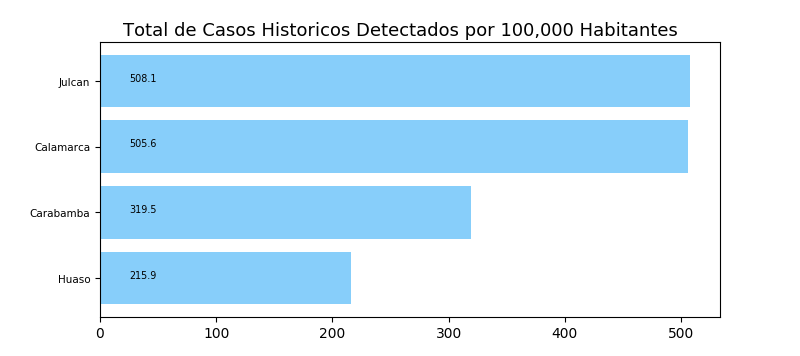 Total de Casos Historicos Detectados por 100,000 Habitantes
Julcan 508.1
Calamarca 505.6
Carabamba 319.5
Huaso 215.9
0 100 200 300 400 500